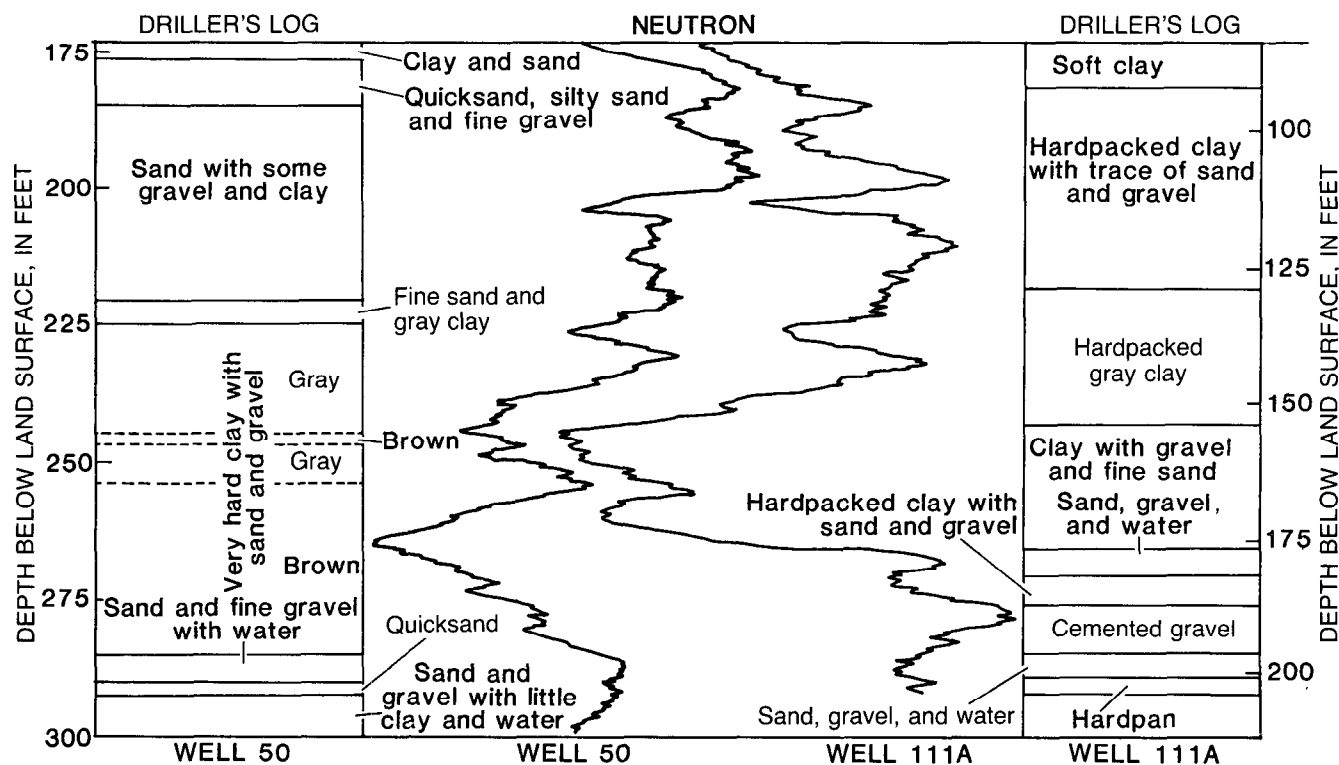 DRILLER'S LOG
NEUTRON
DRILLER'S LOG
DEPTH BELOW LAND SURFACE, IN FEET
175
200
225
250
275
300
Clay and sand
Quicksand, silty sand
and fine gravel
Sand with some
gravel and clay
Fine sand and
gray clay
Very hard clay with
sand and gravel
Gray
Brown
Gray
Brown
Sand and fine gravel
with water
Quicksand
Sand and
gravel with little
clay and water
Soft clay
Hardpacked clay
with trace of sand
and gravel
Hardpacked
gray clay
Clay with gravel
and fine sand
Sand, gravel,
and water
Hardpacked clay with
sand and gravel
Cemented gravel
Sand, gravel, and water
Hardpan
100
125
150
175
200
DEPTH BELOW LAND SURFACE, IN FEET
WELL 50
WELL 50
WELL 111A
WELL 111A